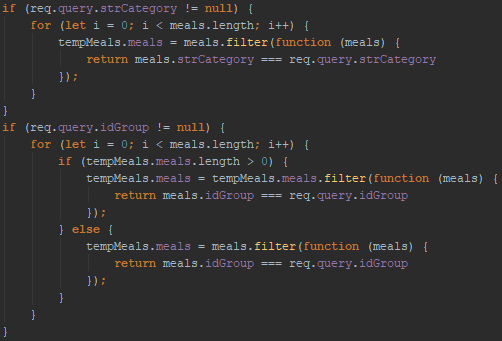 if (req.query.strCategory != null) {
    for (let i = 0; i < meals.length; i++) {
        tempMeals.meals = meals.filter(function (meals) {
            return meals.strCategory === req.query.strCategory
        });
    }
}
if (req.query.idGroup != null) {
    for (let i = 0; i < meals.length; i++) {
        if (tempMeals.meals.length > 0) {
            tempMeals.meals = tempMeals.meals.filter(function (meals) {
                return meals.idGroup === req.query.idGroup
            });
        } else {
            tempMeals.meals = meals.filter(function (meals) {
                return meals.idGroup === req.query.idGroup
            });
        }
    }
}